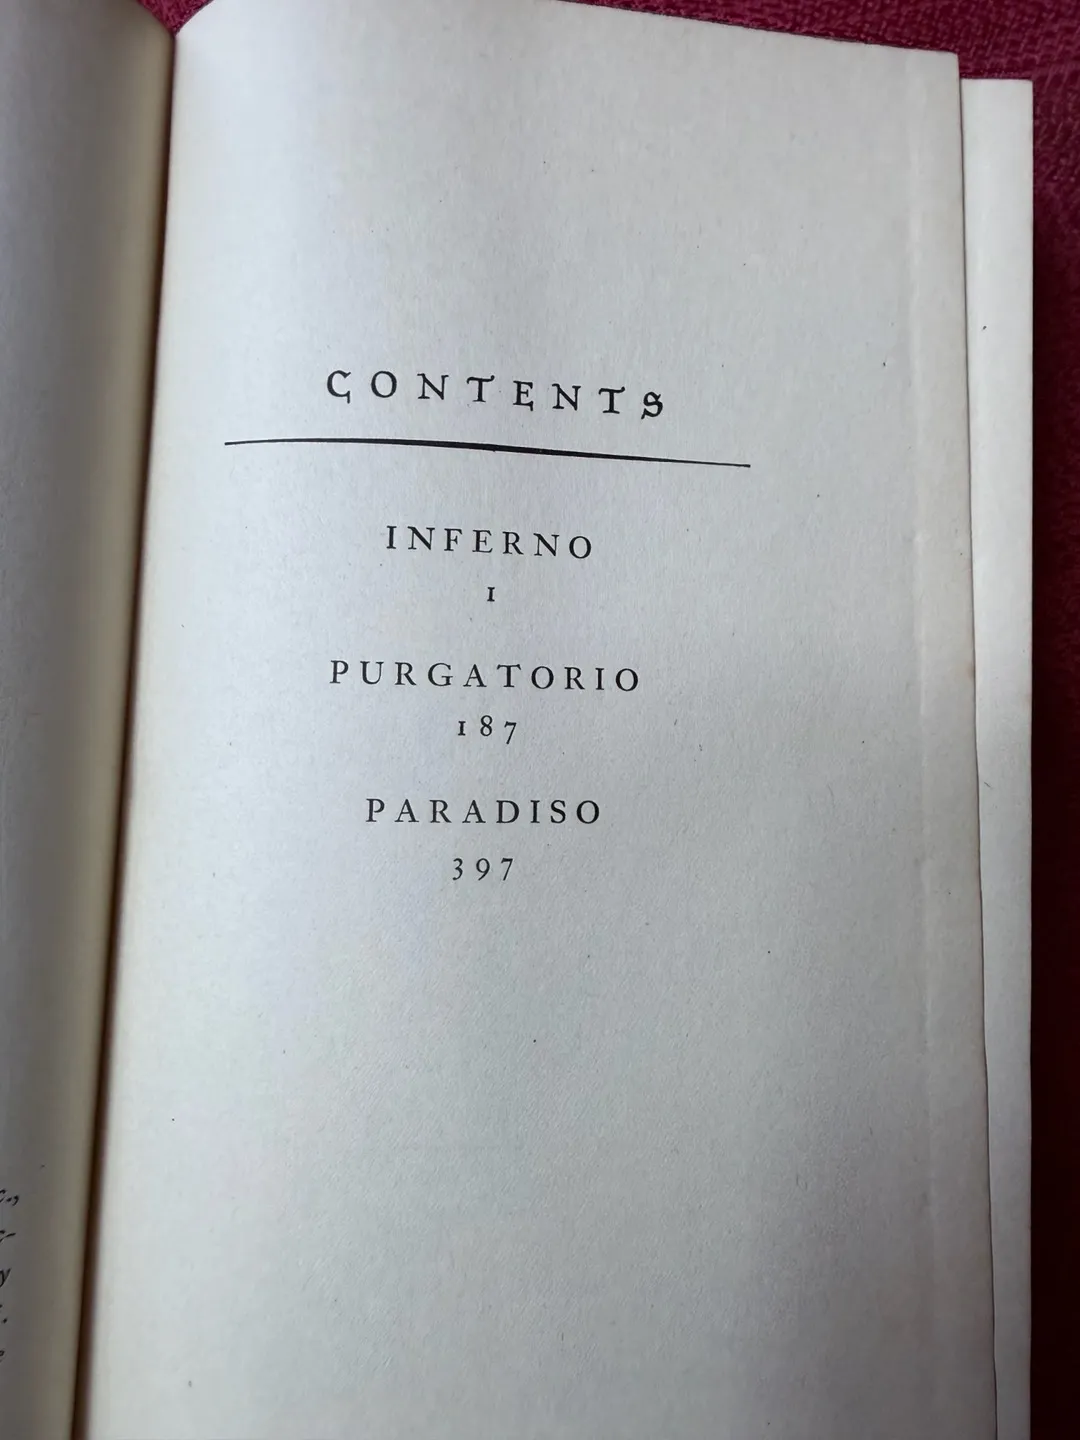 CONTENTS
INFERNO
1
PURGATORIO
187
PARADISO
397